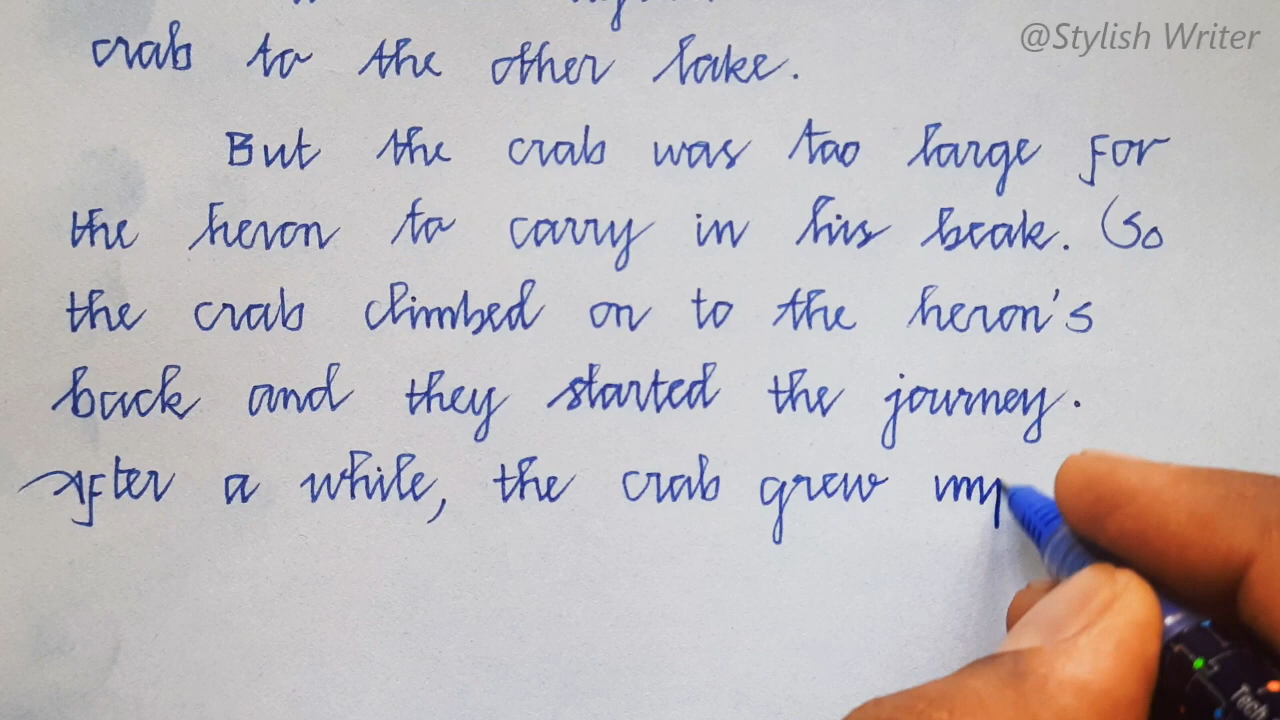 @Stylish Writer
crab to the other lake.
But the crab was too large for
the heron to carry in his beak. So
the crab climbed on to the heron's
back and they started the journey.
After a while, the crab grew imp
Tech